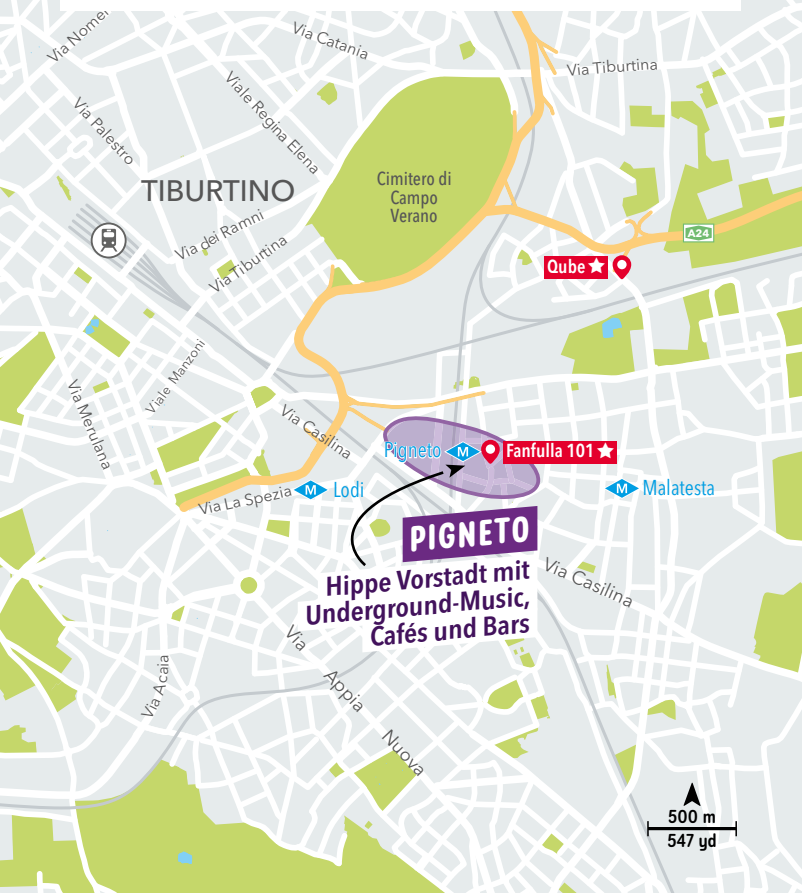 Via Nomen
Via Catania
Via Tiburtina
Viale Regina Elena
Via Palestro
Cimitero di
Campo
Verano
TIBURTINO
Via dei Ramni
A24
Via Tiburtina
Qube
Viale Manzoni
Via Merulana
Via Casilina
Pigneto
M
Fanfulla 101
Via La Spezia
M
Lodi
M
Malatesta
PIGNETO
Hippe Vorstadt mit
Underground-Music,
Cafés und Bars
Via Casilina
Via Appia Nuova
Via Acaia
500 m
547 yd